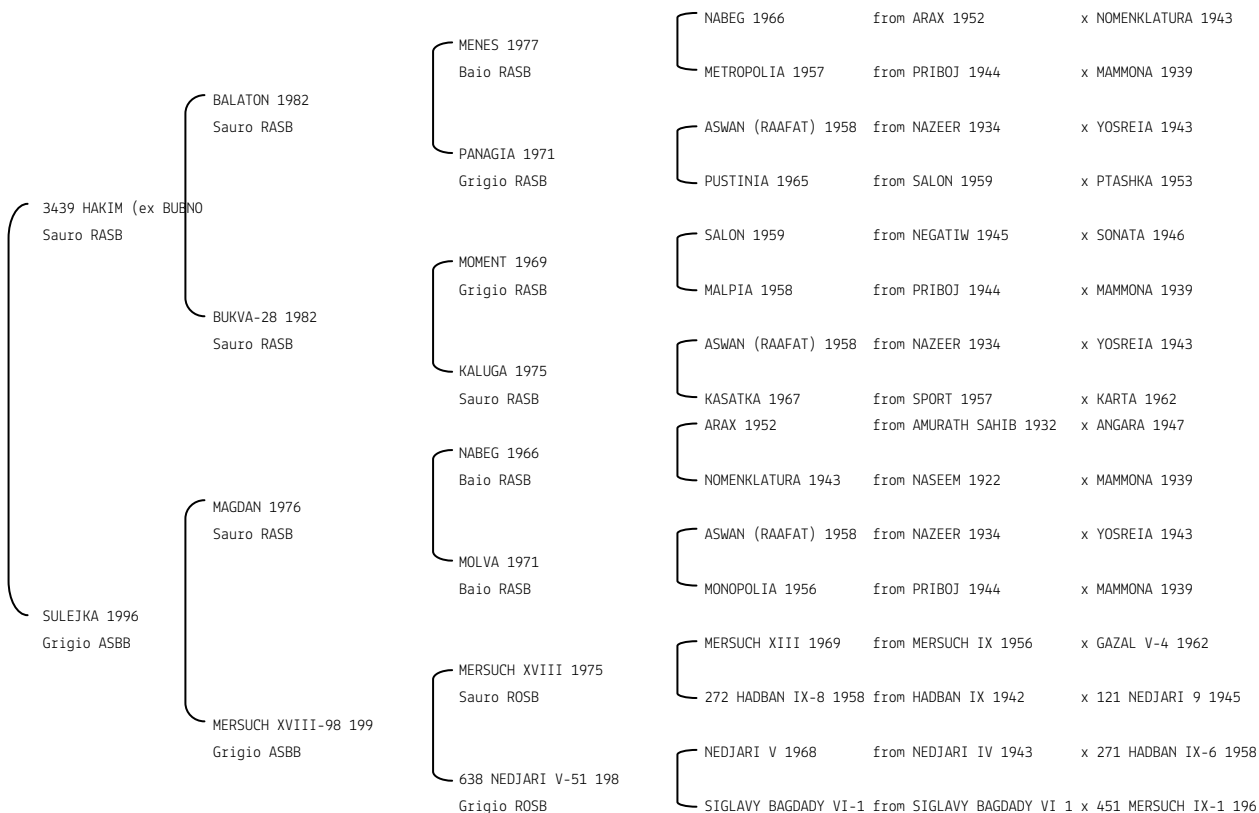 NABEG 1966 from ARAX 1952 x NOMENKLATURA 1943
MENES 1977
Baio RASB
METROPOLIA 1957 from PRIBOJ 1944 x MAMMONA 1939
BALATON 1982
Sauro RASB
ASWAN (RAAFAT) 1958 from NAZEER 1934 x YOSREIA 1943
PANAGIA 1971
Grigio RASB
PUSTINIA 1965 from SALON 1959 x PTASHKA 1953
3439 HAKIM (ex BUBNO
Sauro RASB
SALON 1959 from NEGATIW 1945 x SONATA 1946
MOMENT 1969
Grigio RASB
MALPIA 1958 from PRIBOJ 1944 x MAMMONA 1939
BUKVA-28 1982
Sauro RASB
ASWAN (RAAFAT) 1958 from NAZEER 1934 x YOSREIA 1943
KALUGA 1975
Sauro RASB
KASATKA 1967 from SPORT 1957 x KARTA 1962
ARAX 1952 from AMURATH SAHIB 1932 x ANGARA 1947
NABEG 1966
Baio RASB
NOMENKLATURA 1943 from NASEEM 1922 x MAMMONA 1939
MAGDAN 1976
Sauro RASB
ASWAN (RAAFAT) 1958 from NAZEER 1934 x YOSREIA 1943
MOLVA 1971
Baio RASB
MONOPOLIA 1956 from PRIBOJ 1944 x MAMMONA 1939
SULEJKA 1996
Grigio ASBB
MERSUCH XIII 1969 from MERSUCH IX 1956 x GAZAL V-4 1962
MERSUCH XVIII 1975
Sauro ROSB
272 HADBAN IX-8 1958 from HADBAN IX 1942 x 121 NEDJARI 9 1945
MERSUCH XVIII-98 199
Grigio ASBB
NEDJARI V 1968 from NEDJARI IV 1943 x 271 HADBAN IX-6 1958
638 NEDJARI V-51 198
Grigio ROSB
SIGLAVY BAGDADY VI-1 from SIGLAVY BAGDADY VI 1 x 451 MERSUCH IX-1 196